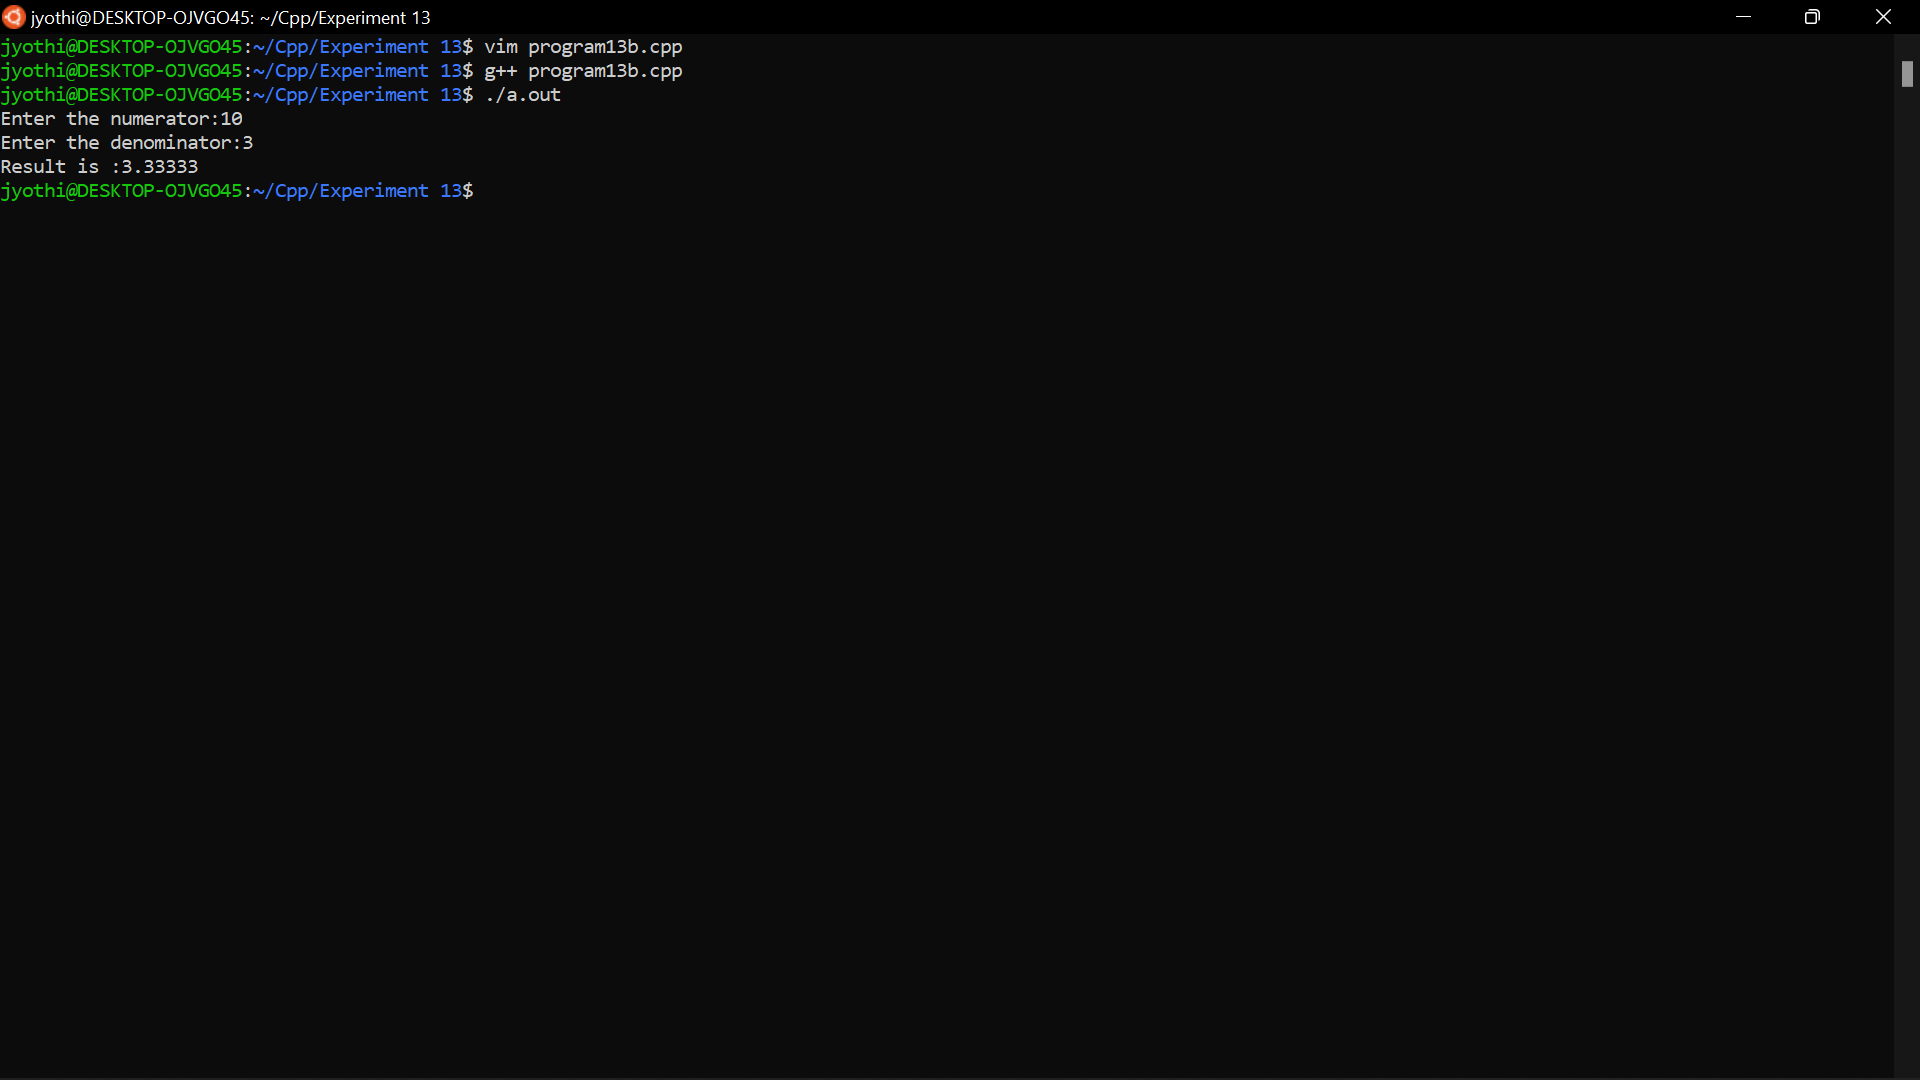 jyothi@DESKTOP-OJVGO45: ~/Cpp/Experiment 13
jyothi@DESKTOP-OJVGO45:~/Cpp/Experiment 13$ vim program13b.cpp
jyothi@DESKTOP-OJVGO45:~/Cpp/Experiment 13$ g++ program13b.cpp
jyothi@DESKTOP-OJVGO45:~/Cpp/Experiment 13$ ./a.out
Enter the numerator:10
Enter the denominator:3
Result is :3.33333
jyothi@DESKTOP-OJVGO45:~/Cpp/Experiment 13$